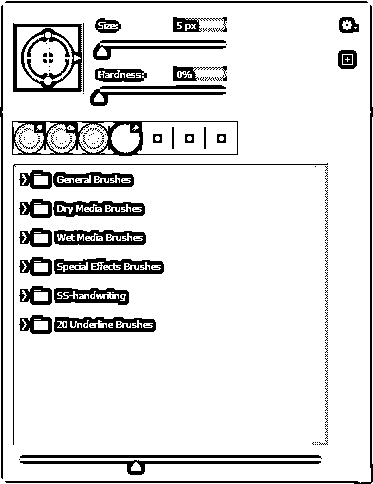 Size: 5 px
Hardness: 0%
General Brushes
Dry Media Brushes
Wet Media Brushes
Special Effects Brushes
SS-handwriting
20 Underline Brushes